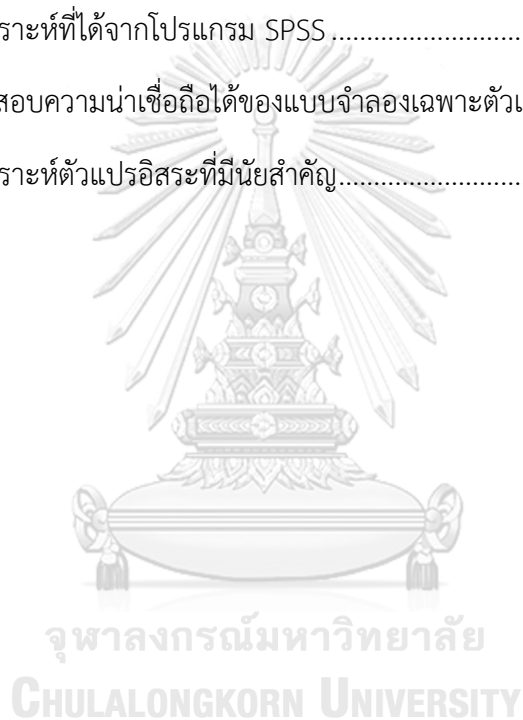 ราะห์ที่ได้จากโปรแกรม SPSS..........................
สอบความน่าเชื่อถือได้ของแบบจำลองเฉพาะตัวแ
ราะห์ตัวแปรอิสระที่มีนัยสำคัญ..........................
จุฬาลงกรณ์มหาวิทยาลัย
CHULALONGKORN UNIVERSITY